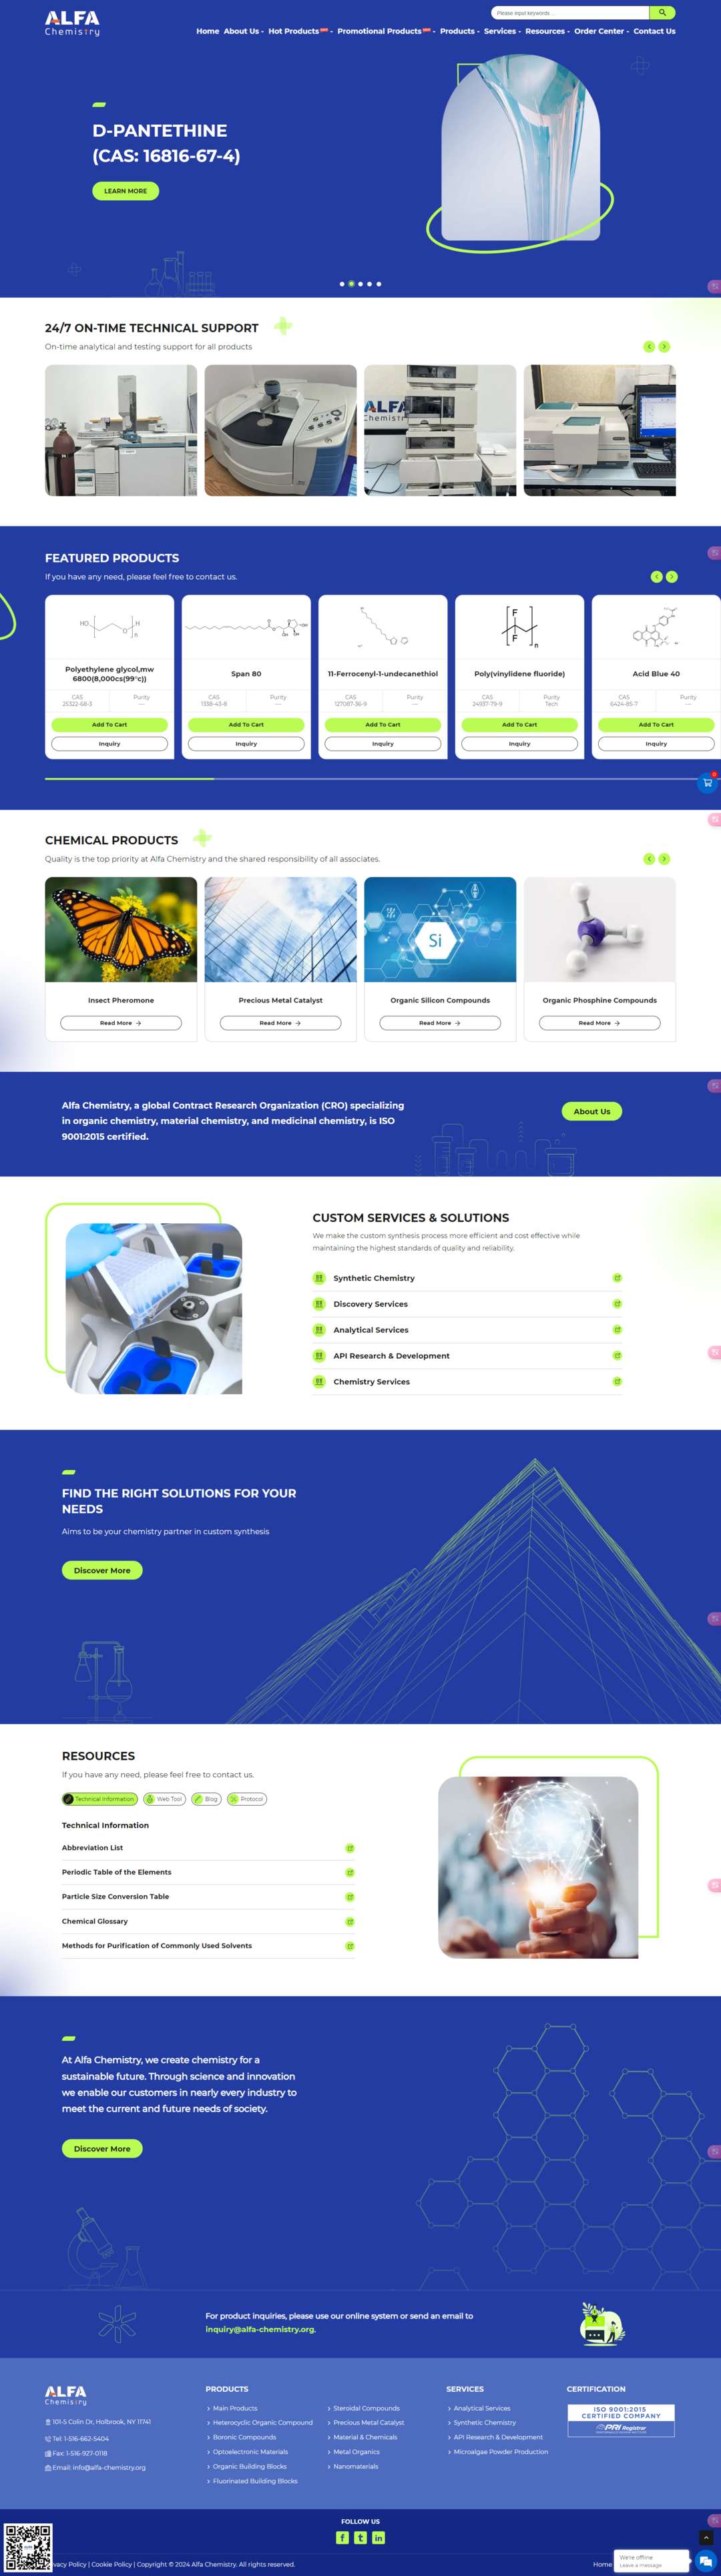 ALFA
Chemistry
Please input keywords ..
Home About Us Hot Products Promotional Products Products Services Resources Order Center Contact Us
D-PANTETHINE
(CAS: 16816-67-4)
LEARN MORE
24/7 ON-TIME TECHNICAL SUPPORT
On-time analytical and testing support for all products
ALFA
Chemistr
FEATURED PRODUCTS
If you have any need, please feel free to contact us.
Polyethylene glycol,mw
6800(8,000cs(99°c))
CAS Purity
25322-68-3 ---
Add To Cart
Inquiry
Span 80
CAS Purity
1338-43-8 ---
Add To Cart
Inquiry
11-Ferrocenyl-1-undecanethiol
CAS Purity
127087-36-9 ---
Add To Cart
Inquiry
Poly(vinylidene fluoride)
CAS Purity
24937-79-9 Tech
Add To Cart
Inquiry
Acid Blue 40
CAS Purity
6424-85-7 ---
Add To Cart
Inquiry
0
CHEMICAL PRODUCTS
Quality is the top priority at Alfa Chemistry and the shared responsibility of all associates.
Insect Pheromone
Read More →
Precious Metal Catalyst
Read More →
Si
Organic Silicon Compounds
Read More →
Organic Phosphine Compounds
Read More →
Alfa Chemistry, a global Contract Research Organization (CRO) specializing
in organic chemistry, material chemistry, and medicinal chemistry, is ISO
9001:2015 certified.
About Us
CUSTOM SERVICES & SOLUTIONS
We make the custom synthesis process more efficient and cost effective while
maintaining the highest standards of quality and reliability.
Synthetic Chemistry
Discovery Services
Analytical Services
API Research & Development
Chemistry Services
FIND THE RIGHT SOLUTIONS FOR YOUR
NEEDS
Aims to be your chemistry partner in custom synthesis
Discover More
RESOURCES
If you have any need, please feel free to contact us.
Technical Information Web Tool Blog Protocol
Technical Information
Abbreviation List
Periodic Table of the Elements
Particle Size Conversion Table
Chemical Glossary
Methods for Purification of Commonly Used Solvents
At Alfa Chemistry, we create chemistry for a
sustainable future. Through science and innovation
we enable our customers in nearly every industry to
meet the current and future needs of society.
Discover More
For product inquiries, please use our online system or send an email to
inquiry@alfa-chemistry.org.
ALFA
Chemistry
101-5 Colin Dr, Holbrook, NY 11741
Tel: 1-516-662-5404
Fax: 1-516-927-0118
Email: info@alfa-chemistry.org
PRODUCTS
Main Products
Heterocyclic Organic Compound
Boronic Compounds
Optoelectronic Materials
Organic Building Blocks
Fluorinated Building Blocks
Steroidal Compounds
Precious Metal Catalyst
Material & Chemicals
Metal Organics
Nanomaterials
SERVICES
Analytical Services
Synthetic Chemistry
API Research & Development
Microalgae Powder Production
CERTIFICATION
ISO 9001:2015
CERTIFIED COMPANY
PRI Registrar
FOLLOW US
f t in
vacy Policy | Cookie Policy | Copyright © 2024 Alfa Chemistry. All rights reserved.
Home
We're offline
Leave a message